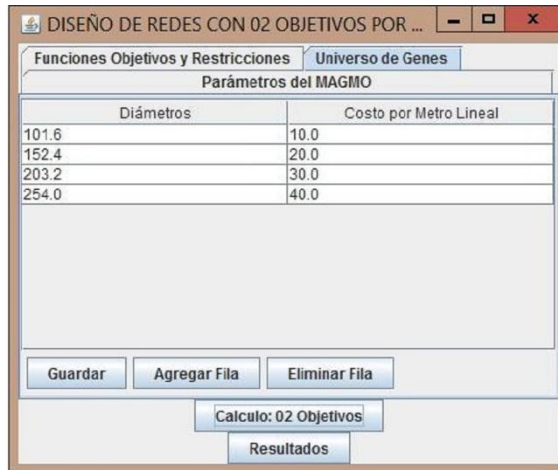 DISEÑO DE REDES CON 02 OBJETIVOS POR ...
Funciones Objetivos y Restricciones Universo de Genes
Parámetros del MAGMO
Diámetros Costo por Metro Lineal
101.6 10.0
152.4 20.0
203.2 30.0
254.0 40.0
Guardar Agregar Fila Eliminar Fila
Calculo: 02 Objetivos
Resultados